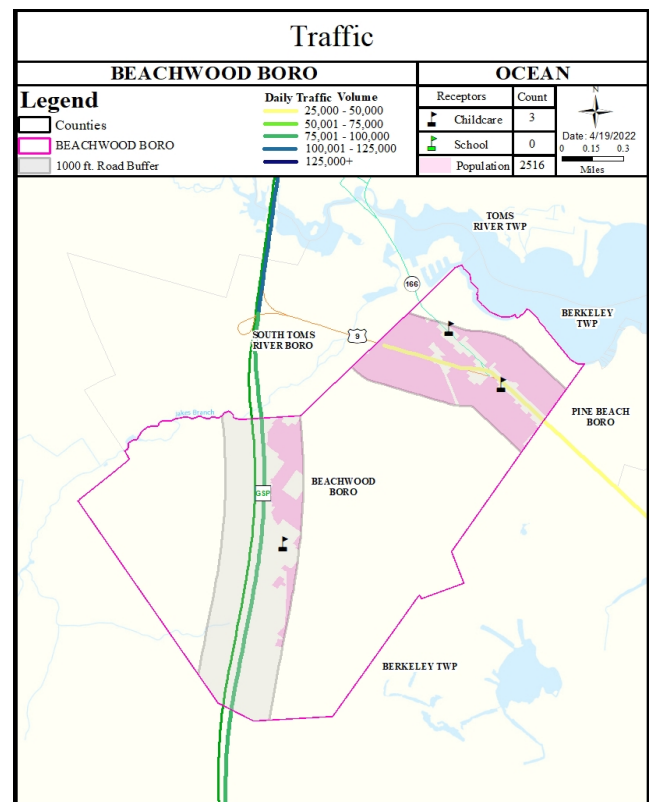 Traffic
BEACHWOOD BORO
OCEAN
Legend
Counties
BEACHWOOD BORO
1000 ft. Road Buffer
Daily Traffic Volume
25,000 - 50,000
50,001 - 75,000
75,001 - 100,000
100,001 - 125,000
125,000+
Receptors Count
Childcare 3
School 0
Population 2516
N
Date: 4/19/2022
0 0.15 0.3
Miles
TOMS
RIVER TWP
166
BERKELEY
TWP
SOUTH TOMS
RIVER BORO
9
PINE BEACH
BORO
Jakes Branch
BEACHWOOD
BORO
GSP
BERKELEY TWP